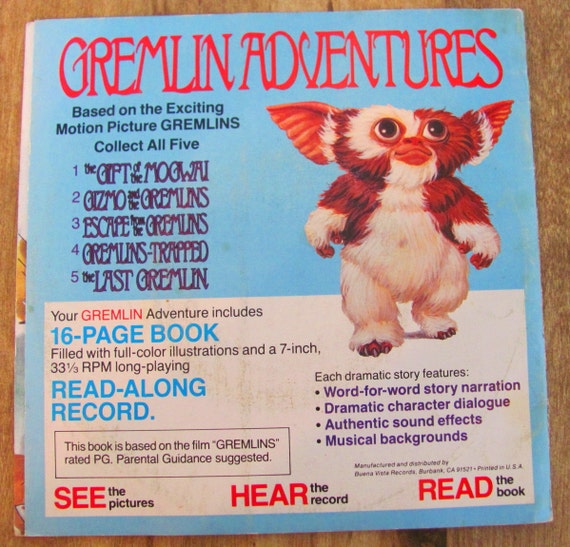 GREMLIN ADVENTURES
Based on the Exciting
Motion Picture GREMLINS
Collect All Five
1 the GIFT of the MOGWAI
2 GIZMO and the GREMLINS
3 ESCAPE from the GREMLINS
4 GREMLINS-TRAPPED
5 the LAST GREMLIN
Your GREMLIN Adventure includes
16-PAGE BOOK
Filled with full-color illustrations and a 7-inch,
33⅓ RPM long-playing
READ-ALONG
RECORD.
This book is based on the film "GREMLINS"
rated PG. Parental Guidance suggested.
Each dramatic story features:
• Word-for-word story narration
• Dramatic character dialogue
• Authentic sound effects
• Musical backgrounds
Manufactured and distributed by
Buena Vista Records, Burbank, CA 91521 • Printed in U.S.A.
SEE the pictures
HEAR the record
READ the book